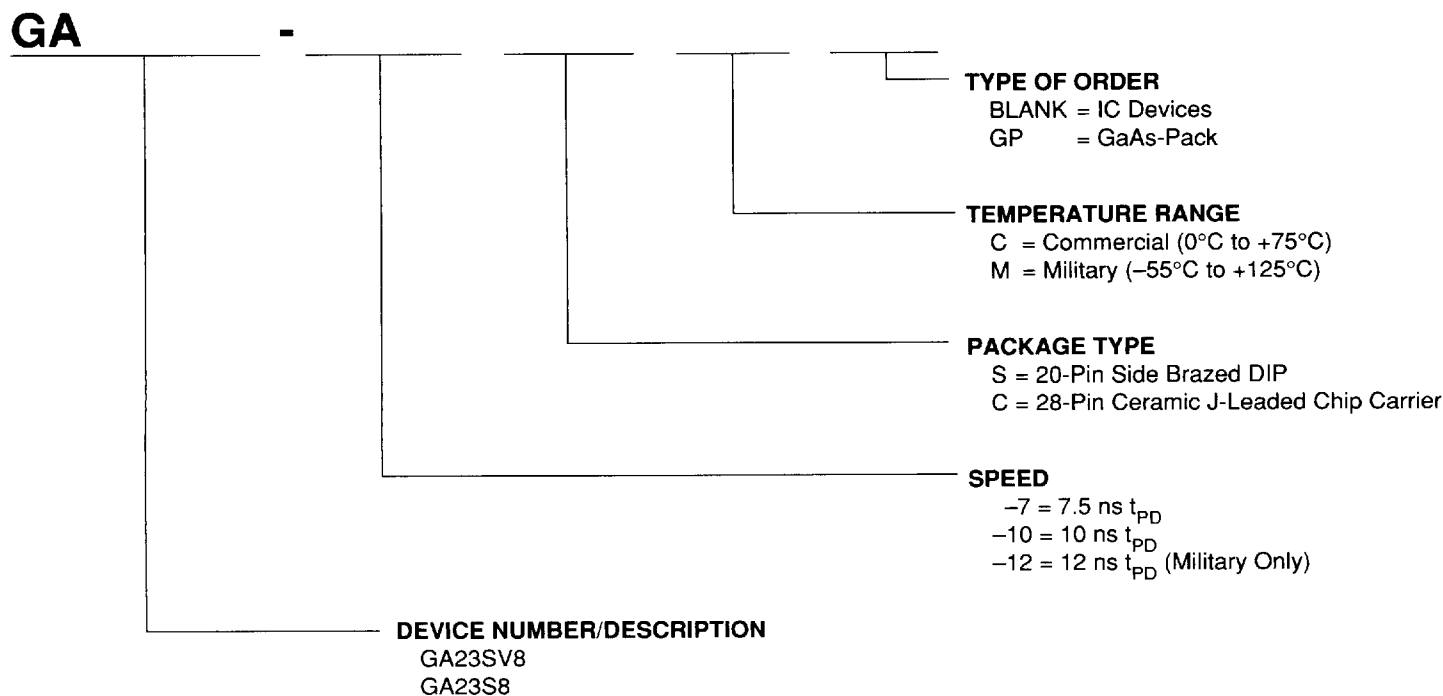 GA -
TYPE OF ORDER
BLANK = IC Devices
GP = GaAs-Pack
TEMPERATURE RANGE
C = Commercial (0°C to +75°C)
M = Military (–55°C to +125°C)
PACKAGE TYPE
S = 20-Pin Side Brazed DIP
C = 28-Pin Ceramic J-Leaded Chip Carrier
SPEED
–7 = 7.5 ns tPD
–10 = 10 ns tPD
–12 = 12 ns tPD (Military Only)
DEVICE NUMBER/DESCRIPTION
GA23SV8
GA23S8